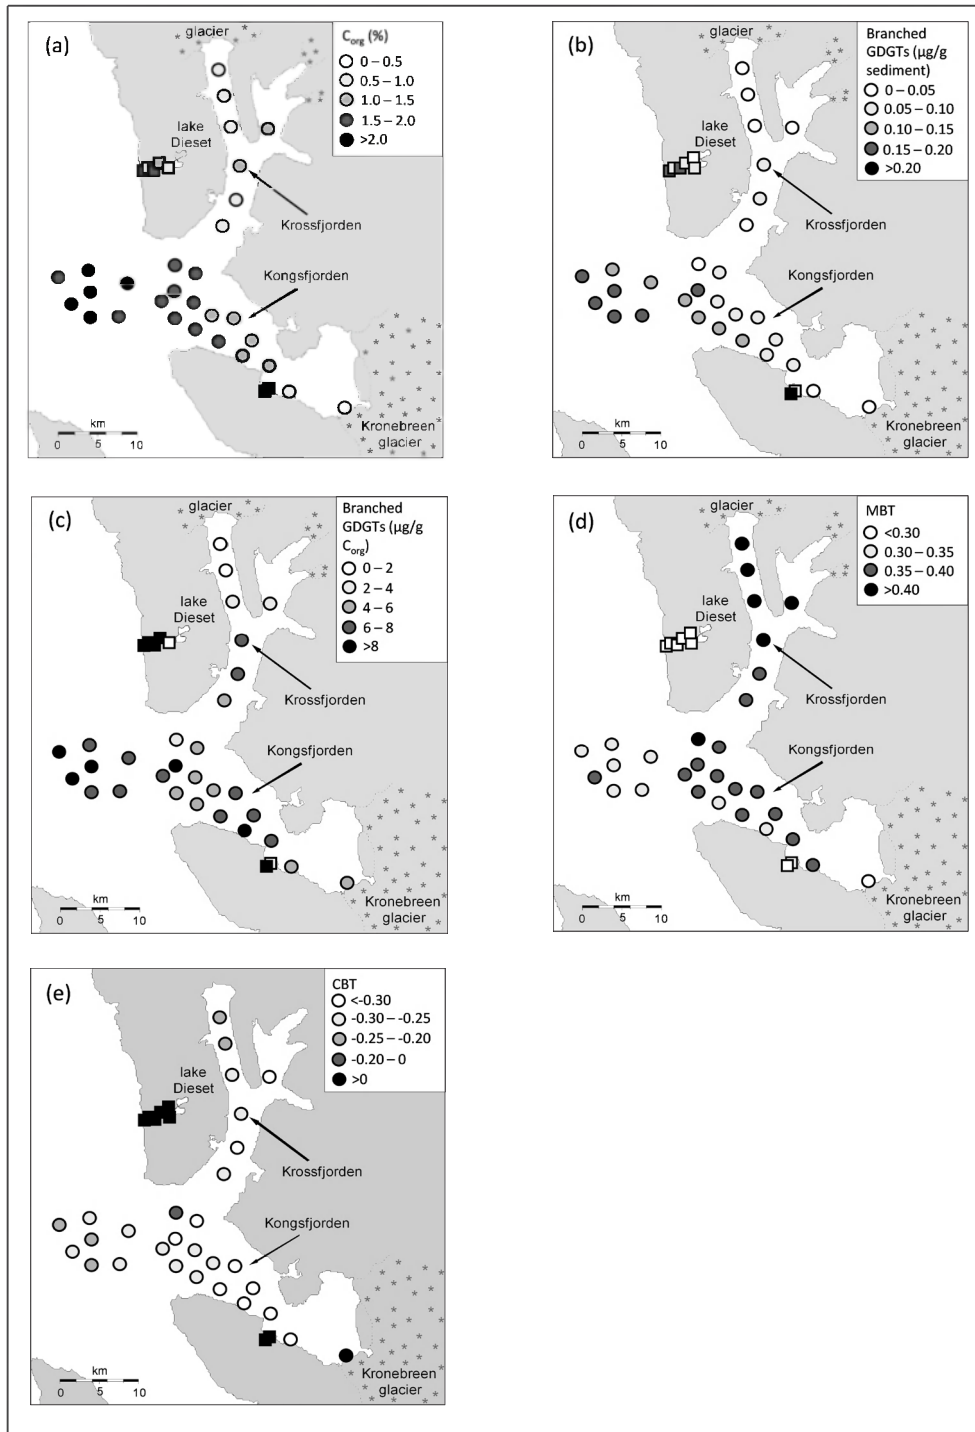 (a)
glacier
C_org (%)
0 – 0.5
0.5 – 1.0
1.0 – 1.5
1.5 – 2.0
>2.0
lake
Dieset
Krossfjorden
Kongsfjorden
km
0 5 10
Kronebreen
glacier
(b)
Branched
GDGTs (μg/g
sediment)
0 – 0.05
0.05 – 0.10
0.10 – 0.15
0.15 – 0.20
>0.20
glacier
lake
Dieset
Krossfjorden
Kongsfjorden
km
0 5 10
Kronebreen
glacier
(c)
glacier
Branched
GDGTs (μg/g
C_org)
0 – 2
2 – 4
4 – 6
6 – 8
>8
lake
Dieset
Krossfjorden
Kongsfjorden
km
0 5 10
Kronebreen
glacier
(d)
glacier
MBT
<0.30
0.30 – 0.35
0.35 – 0.40
>0.40
lake
Dieset
Krossfjorden
Kongsfjorden
km
0 5 10
Kronebreen
glacier
(e)
CBT
<-0.30
-0.30 – -0.25
-0.25 – -0.20
-0.20 – 0
>0
lake
Dieset
Krossfjorden
Kongsfjorden
km
0 5 10
Kronebreen
glacier